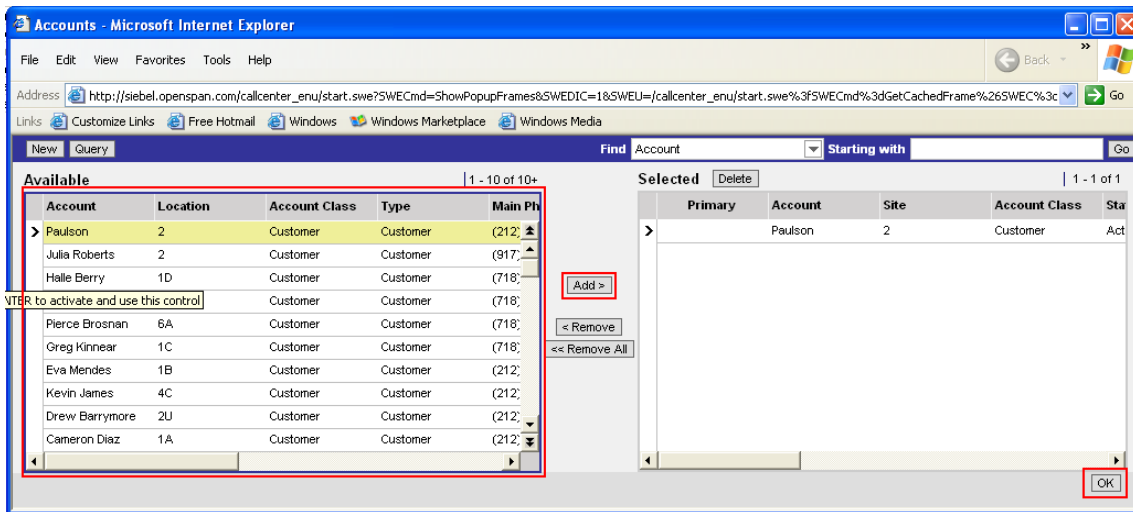 Accounts - Microsoft Internet Explorer
File Edit View Favorites Tools Help Back »
Address http://siebel.openspan.com/callcenter_enu/start.swe?SWECmd=ShowPopupFrames&SWEDIC=1&SWEU=/callcenter_enu/start.swe%3fSWECmd%3dGetCachedFrame%26SWEC%3c Go
Links Customize Links Free Hotmail Windows Windows Marketplace Windows Media
New Query Find Account Starting with Go
Available 1 - 10 of 10+
Account Location Account Class Type Main Ph
Paulson 2 Customer Customer (212)
Julia Roberts 2 Customer Customer (917)
Halle Berry 1D Customer Customer (718)
NTER to activate and use this control Customer Customer (718)
Pierce Brosnan 6A Customer Customer (718)
Greg Kinnear 1C Customer Customer (718)
Eva Mendes 1B Customer Customer (212)
Kevin James 4C Customer Customer (212)
Drew Barrymore 2U Customer Customer (212)
Cameron Diaz 1A Customer Customer (212)
Add >
< Remove
<< Remove All
Selected Delete 1 - 1 of 1
Primary Account Site Account Class Sta
Paulson 2 Customer Act
OK